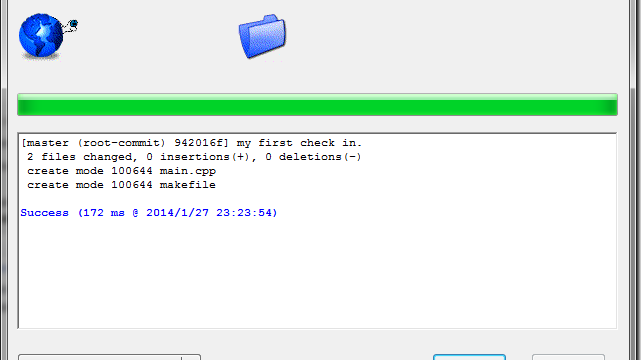 [master (root-commit) 942016f] my first check in.
2 files changed, 0 insertions(+), 0 deletions(-)
create mode 100644 main.cpp
create mode 100644 makefile
Success (172 ms @ 2014/1/27 23:23:54)